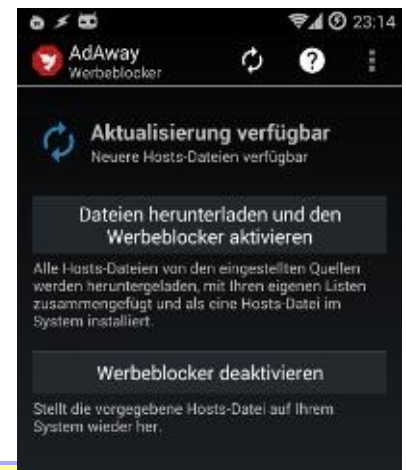 23:14
AdAway
Werbeblocker
Aktualisierung verfügbar
Neuere Hosts-Dateien verfügbar
Dateien herunterladen und den
Werbeblocker aktivieren
Alle Hosts-Dateien von den eingestellten Quellen
werden heruntergeladen, mit Ihren eigenen Listen
zusammengefügt und als eine Hosts-Datei im
System installiert.
Werbeblocker deaktivieren
Stellt die vorgegebene Hosts-Datei auf Ihrem
System wieder her.